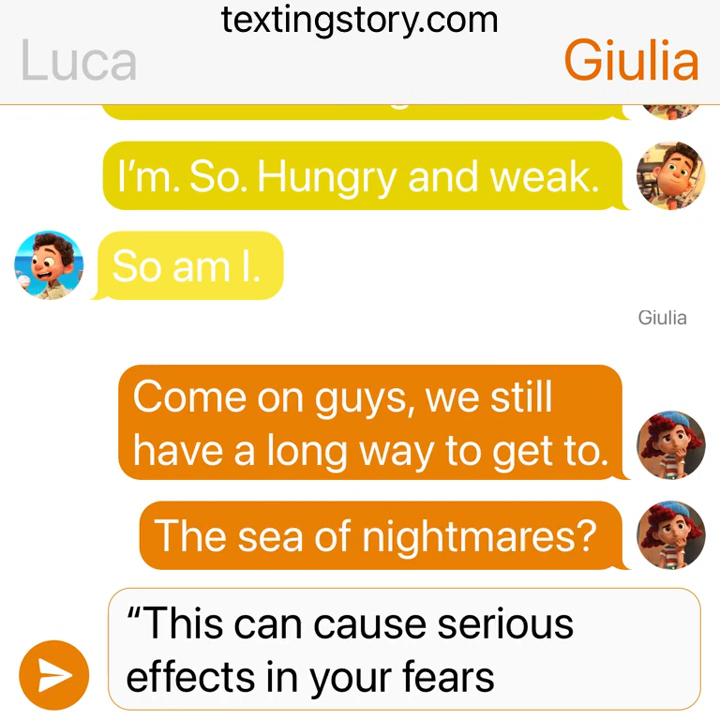 textingstory.com
Luca
Giulia
I'm. So. Hungry and weak.
So am I.
Giulia
Come on guys, we still
have a long way to get to.
The sea of nightmares?
“This can cause serious
effects in your fears